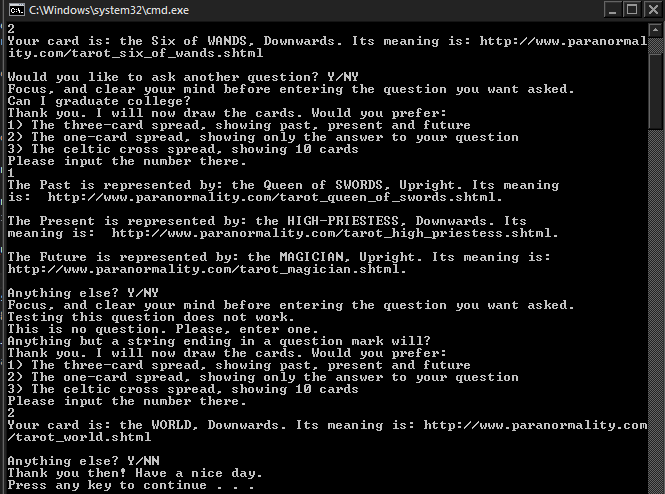 C:\Windows\system32\cmd.exe
2
Your card is: the Six of WANDS, Downwards. Its meaning is: http://www.paranormal
ity.com/tarot_six_of_wands.shtml
Would you like to ask another question? Y/NY
Focus, and clear your mind before entering the question you want asked.
Can I graduate college?
Thank you. I will now draw the cards. Would you prefer:
1) The three-card spread, showing past, present and future
2) The one-card spread, showing only the answer to your question
3) The celtic cross spread, showing 10 cards
Please input the number there.
1
The Past is represented by: the Queen of SWORDS, Upright. Its meaning
is:  http://www.paranormality.com/tarot_queen_of_swords.shtml.
The Present is represented by: the HIGH-PRIESTESS, Downwards. Its
meaning is:  http://www.paranormality.com/tarot_high_priestess.shtml.
The Future is represented by: the MAGICIAN, Upright. Its meaning is:
http://www.paranormality.com/tarot_magician.shtml.
Anything else? Y/NY
Focus, and clear your mind before entering the question you want asked.
Testing this question does not work.
This is no question. Please, enter one.
Anything but a string ending in a question mark will?
Thank you. I will now draw the cards. Would you prefer:
1) The three-card spread, showing past, present and future
2) The one-card spread, showing only the answer to your question
3) The celtic cross spread, showing 10 cards
Please input the number there.
2
Your card is: the WORLD, Downwards. Its meaning is: http://www.paranormality.com
/tarot_world.shtml
Anything else? Y/NN
Thank you then! Have a nice day.
Press any key to continue . . .